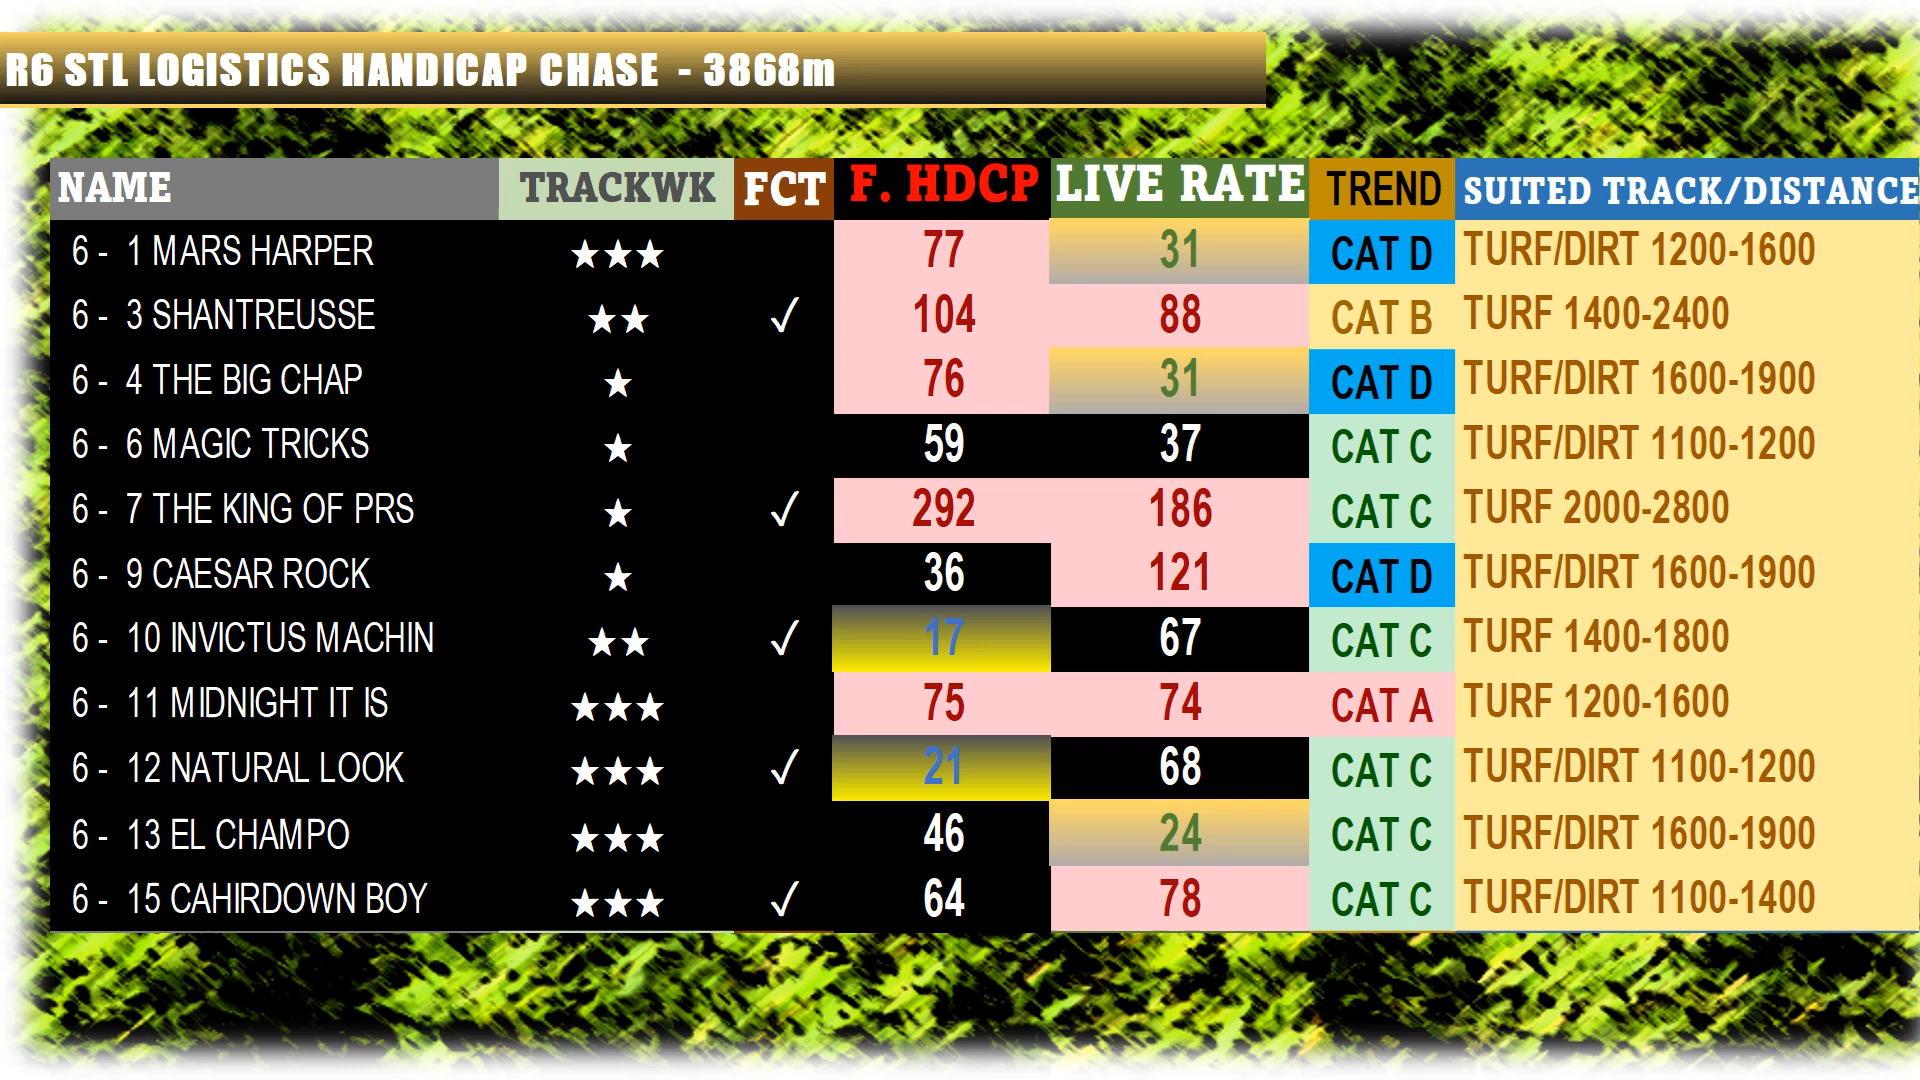 R6 STL LOGISTICS HANDICAP CHASE - 3868m
NAME TRACKWK FCT F. HDCP LIVE RATE TREND SUITED TRACK/DISTANCE
6 - 1 MARS HARPER ★★★ 77 31 CAT D TURF/DIRT 1200-1600
6 - 3 SHANTREUSSE ★★ ✓ 104 88 CAT B TURF 1400-2400
6 - 4 THE BIG CHAP ★ 76 31 CAT D TURF/DIRT 1600-1900
6 - 6 MAGIC TRICKS ★ 59 37 CAT C TURF/DIRT 1100-1200
6 - 7 THE KING OF PRS ★ ✓ 292 186 CAT C TURF 2000-2800
6 - 9 CAESAR ROCK ★ 36 121 CAT D TURF/DIRT 1600-1900
6 - 10 INVICTUS MACHIN ★★ ✓ 17 67 CAT C TURF 1400-1800
6 - 11 MIDNIGHT IT IS ★★★ 75 74 CAT A TURF 1200-1600
6 - 12 NATURAL LOOK ★★★ ✓ 21 68 CAT C TURF/DIRT 1100-1200
6 - 13 EL CHAMPO ★★★ 46 24 CAT C TURF/DIRT 1600-1900
6 - 15 CAHIRDOWN BOY ★★★ ✓ 64 78 CAT C TURF/DIRT 1100-1400